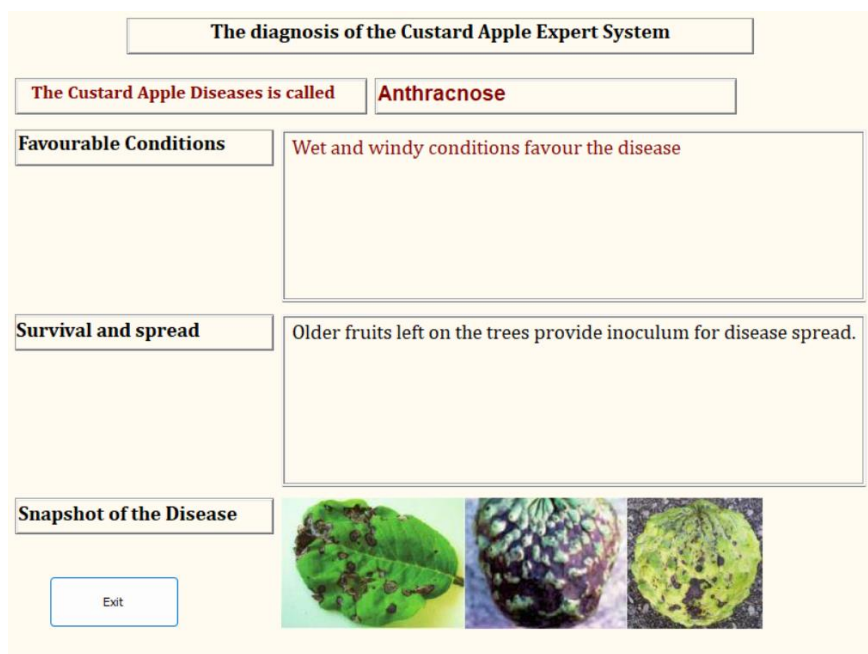 The diagnosis of the Custard Apple Expert System
The Custard Apple Diseases is called
Anthracnose
Favourable Conditions
Wet and windy conditions favour the disease
Survival and spread
Older fruits left on the trees provide inoculum for disease spread.
Snapshot of the Disease
Exit